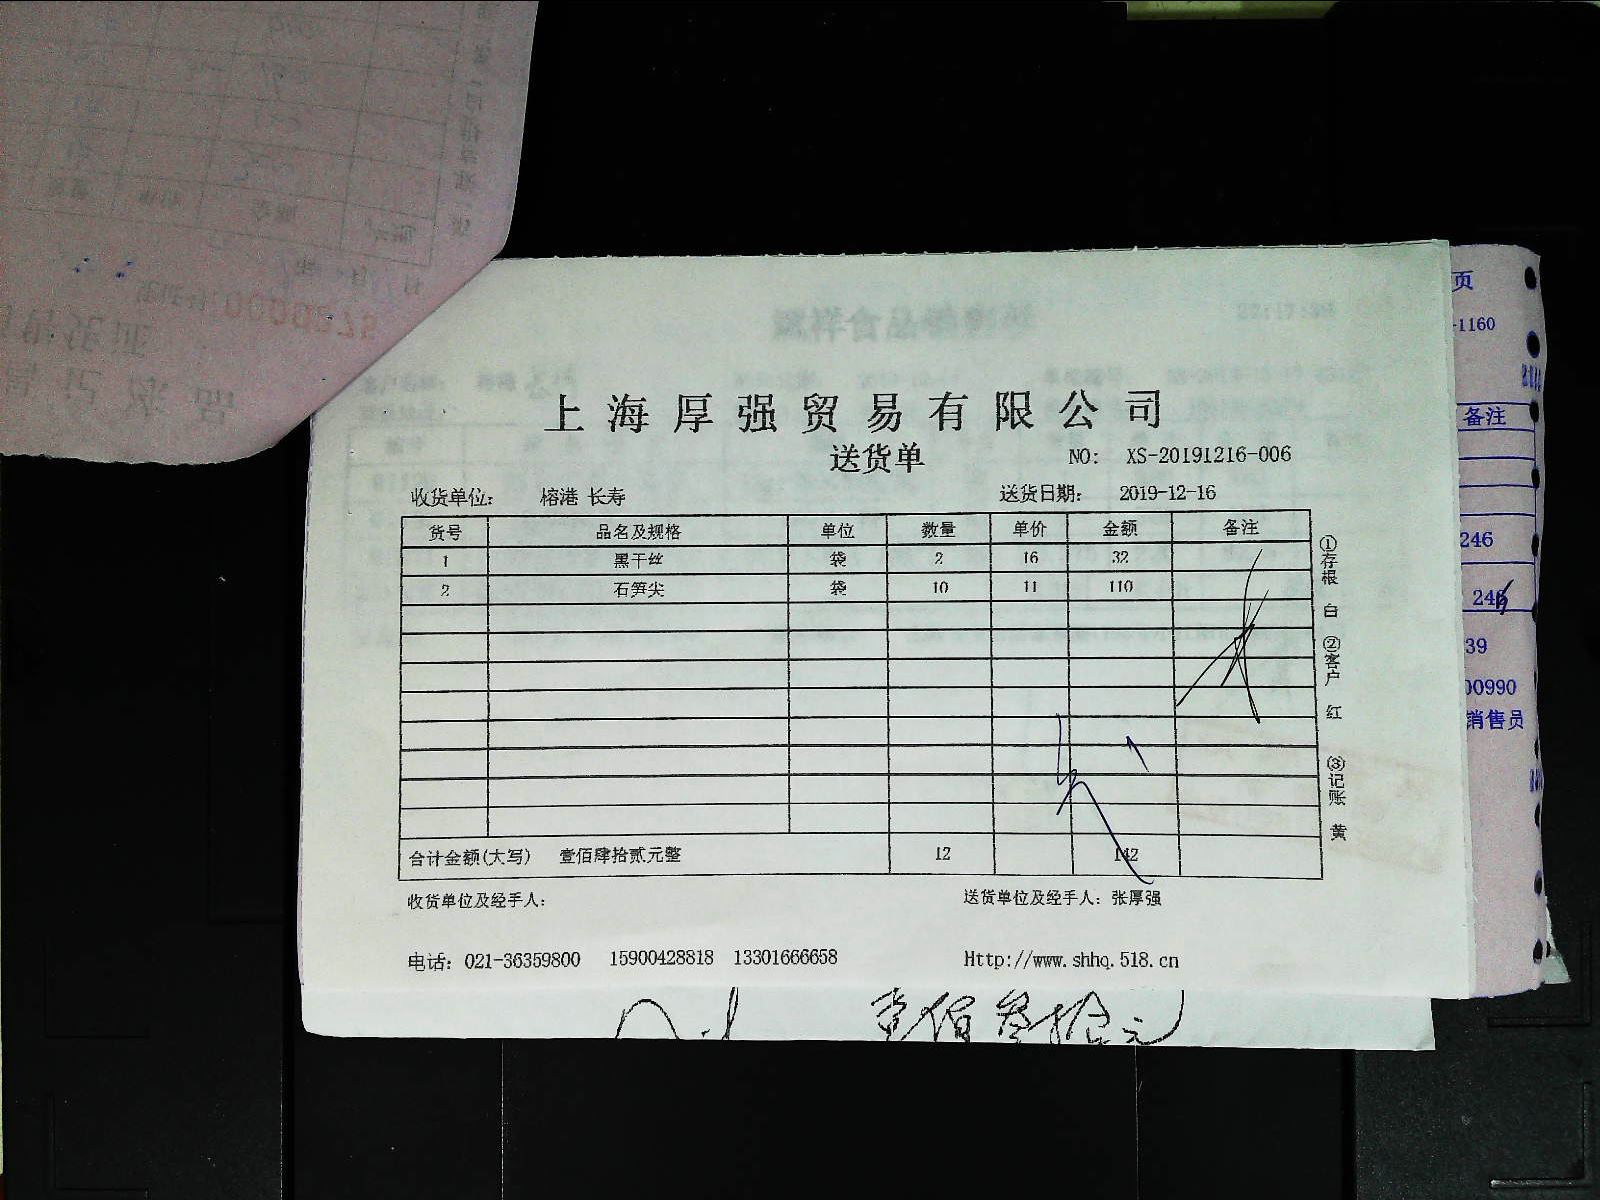 上海厚强贸易有限公司
送货单 NO: XS-20191216-006
收货单位: 榕港 长寿 送货日期: 2019-12-16
货号 品名及规格 单位 数量 单价 金额 备注
1 黑干丝 袋 2 16 32
2 石笋尖 袋 10 11 110
合计金额(大写) 壹佰肆拾贰元整 12 142
收货单位及经手人: 送货单位及经手人: 张厚强
电话: 021-36359800 15900428818 13301666658 Http://www.shhq.518.cn
①存根 白 ②客户 红 ③记账 黄
壹佰叁拾元
页
-1160
备注
246
246
39
00990
销售员